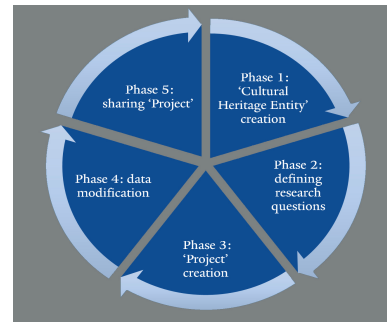 Phase 1:
‘Cultural
Heritage Entity’
creation
Phase 2:
defining
research
questions
Phase 3:
‘Project’
creation
Phase 4: data
modification
Phase 5:
sharing ‘Project’